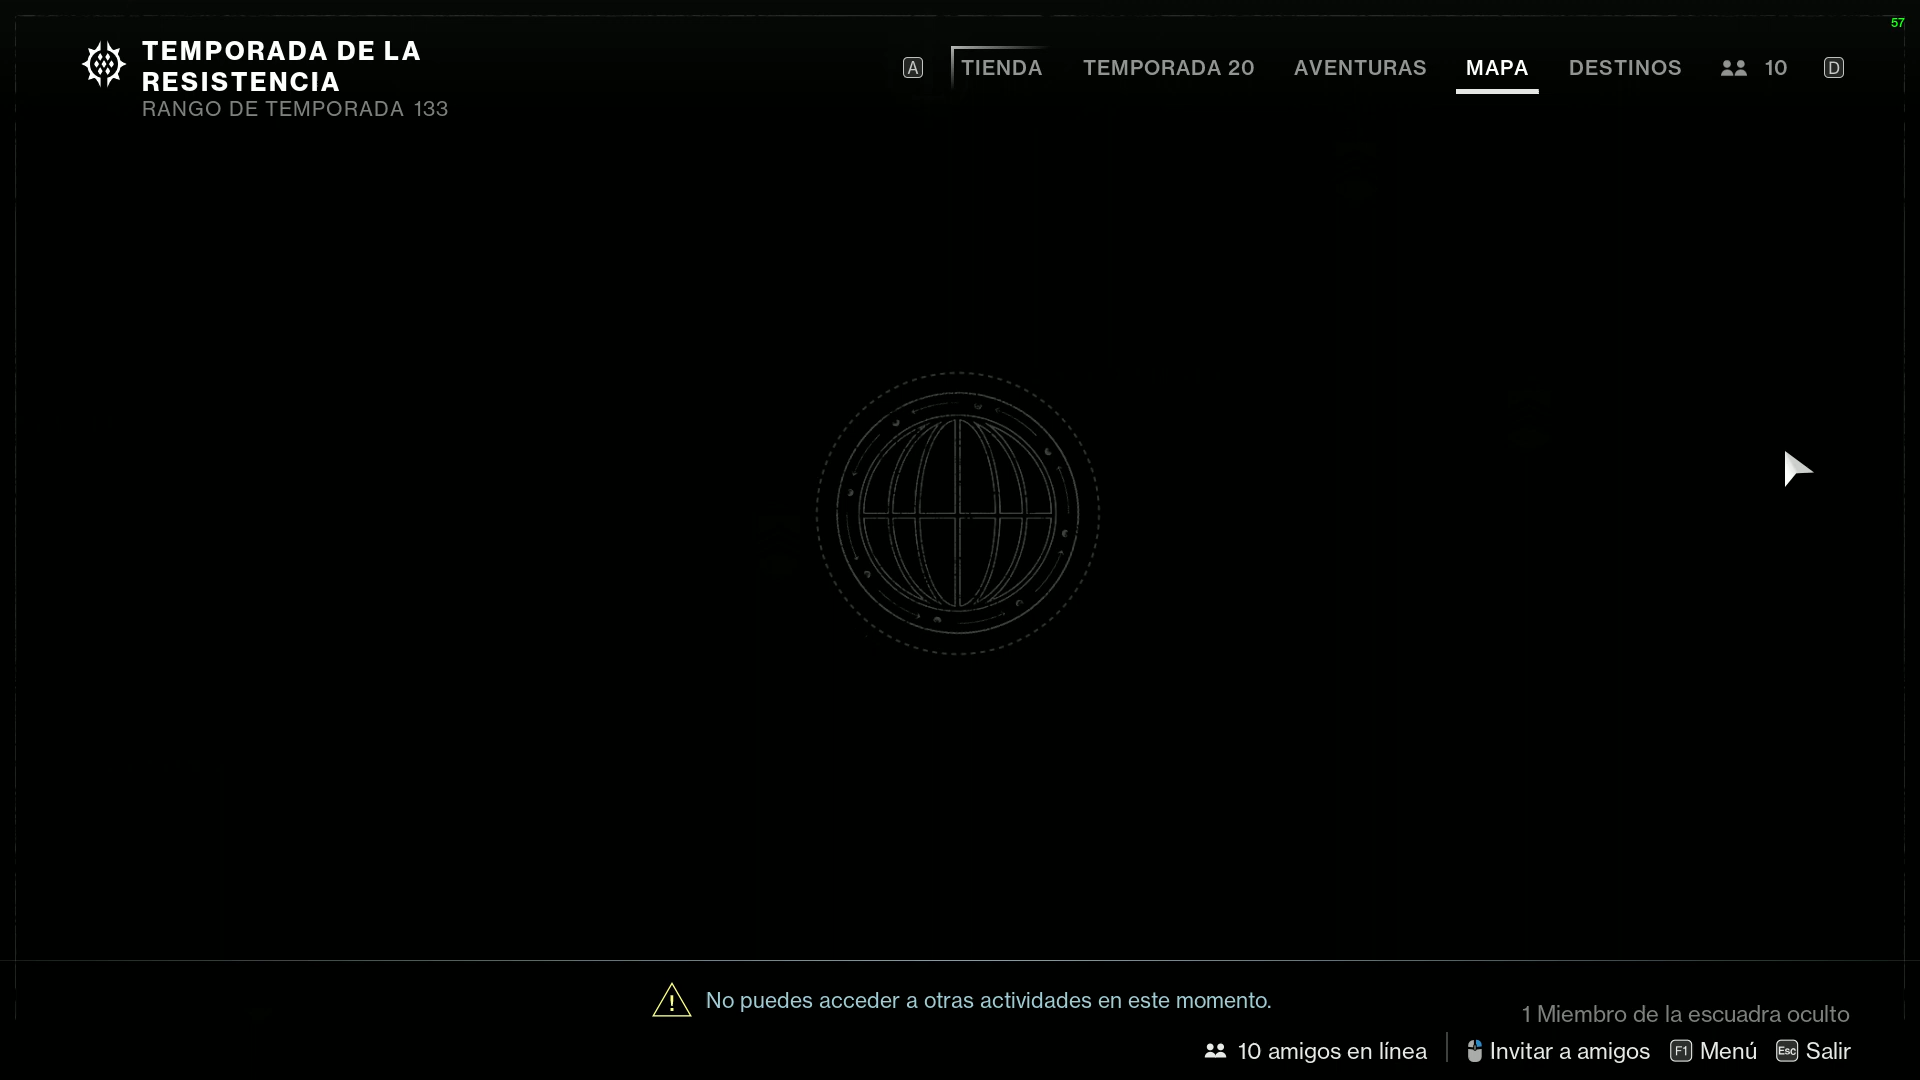 57
TEMPORADA DE LA
RESISTENCIA
RANGO DE TEMPORADA 133
A TIENDA TEMPORADA 20 AVENTURAS MAPA DESTINOS 10 D
No puedes acceder a otras actividades en este momento.
1 Miembro de la escuadra oculto
10 amigos en línea Invitar a amigos F1 Menú Esc Salir